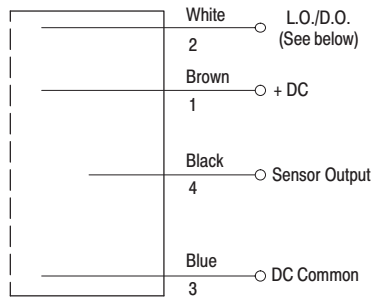 White
2
L.O./D.O.
(See below)
Brown
1
+ DC
Black
4
Sensor Output
Blue
3
DC Common